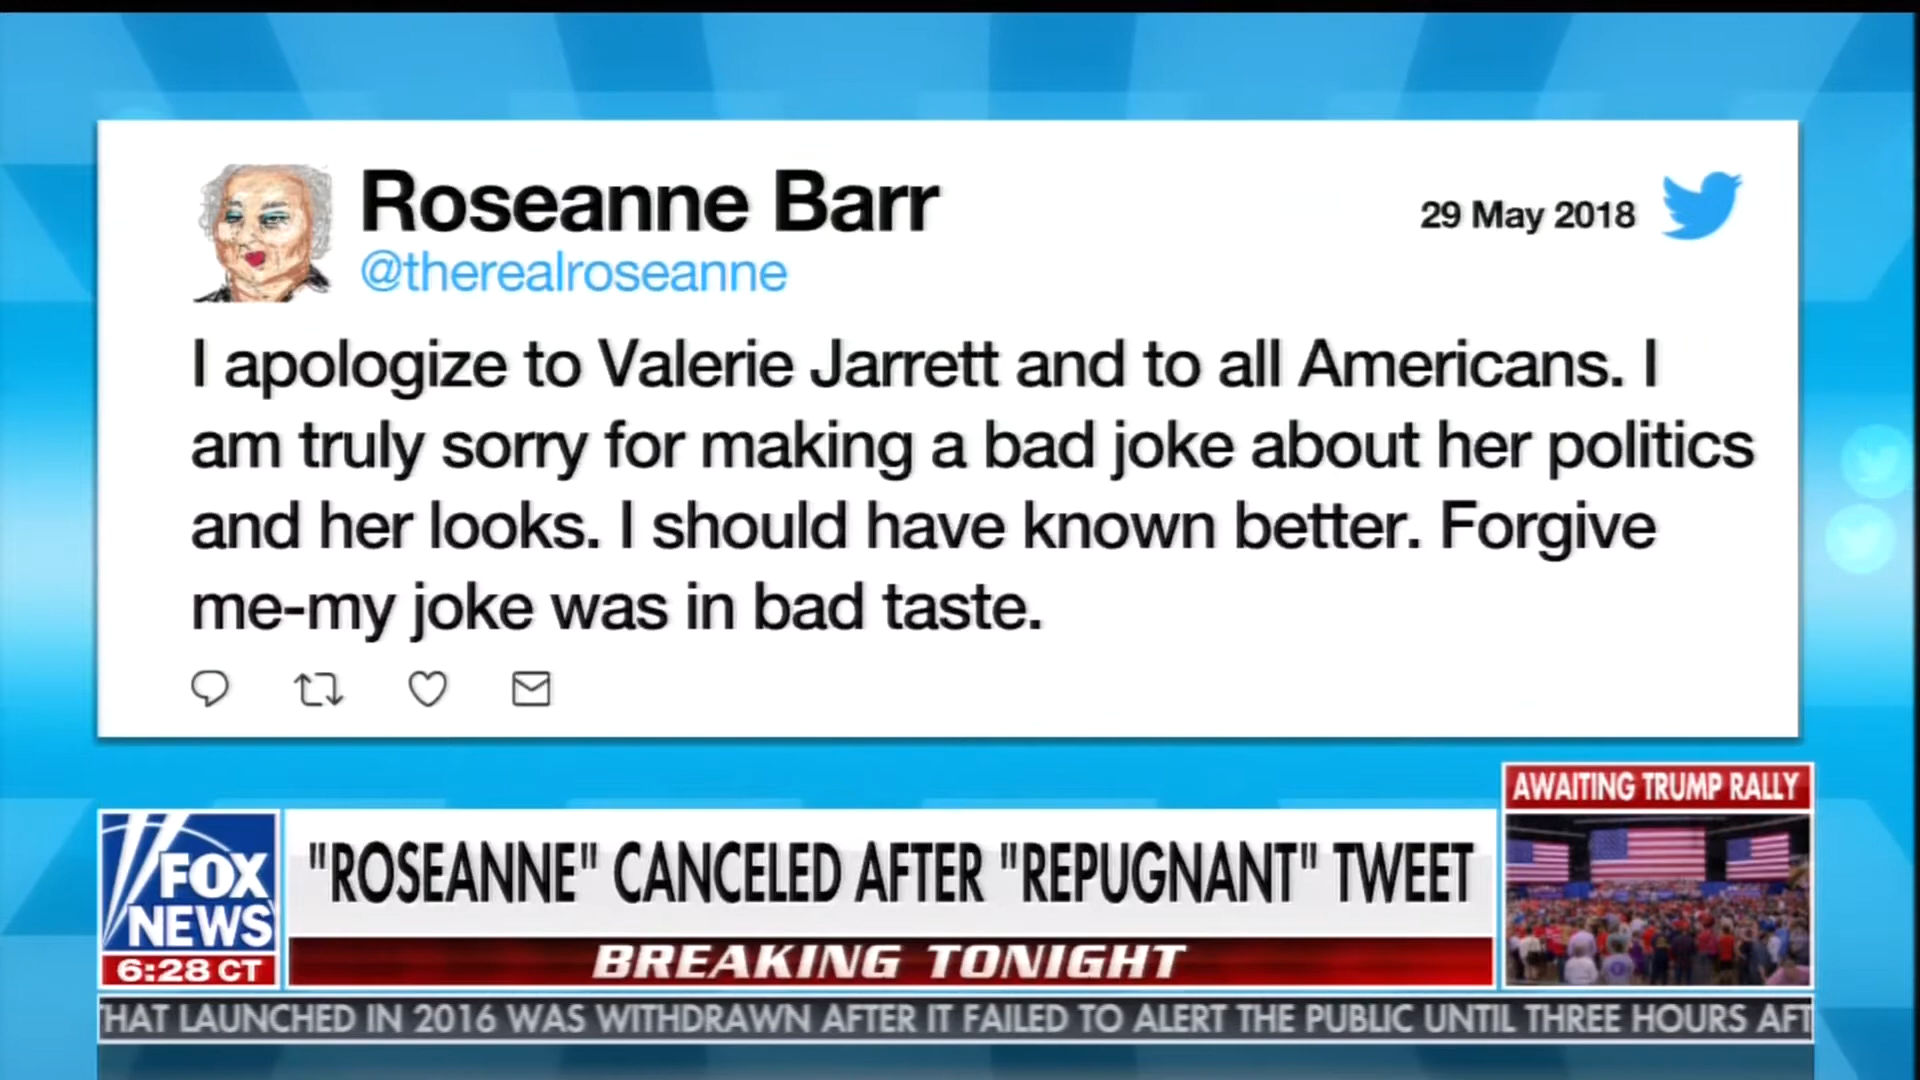 Roseanne Barr
29 May 2018
@therealroseanne
I apologize to Valerie Jarrett and to all Americans. I
am truly sorry for making a bad joke about her politics
and her looks. I should have known better. Forgive
me-my joke was in bad taste.
AWAITING TRUMP RALLY
FOX
NEWS
6:28 CT
"ROSEANNE" CANCELED AFTER "REPUGNANT" TWEET
BREAKING TONIGHT
HAT LAUNCHED IN 2016 WAS WITHDRAWN AFTER IT FAILED TO ALERT THE PUBLIC UNTIL THREE HOURS AFT